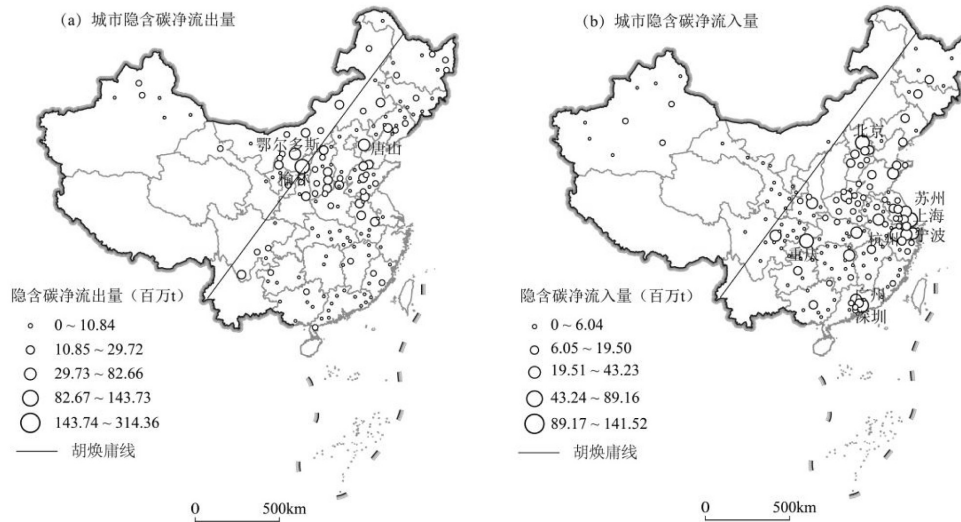 (a) 城市隐含碳净流出量
鄂尔多斯
唐山
榆林
隐含碳净流出量（百万t）
0 ~ 10.84
10.85 ~ 29.72
29.73 ~ 82.66
82.67 ~ 143.73
143.74 ~ 314.36
胡焕庸线
0 500km
(b) 城市隐含碳净流入量
北京
苏州
上海
杭州
宁波
重庆
广州
深圳
隐含碳净流入量（百万t）
0 ~ 6.04
6.05 ~ 19.50
19.51 ~ 43.23
43.24 ~ 89.16
89.17 ~ 141.52
胡焕庸线
0 500km